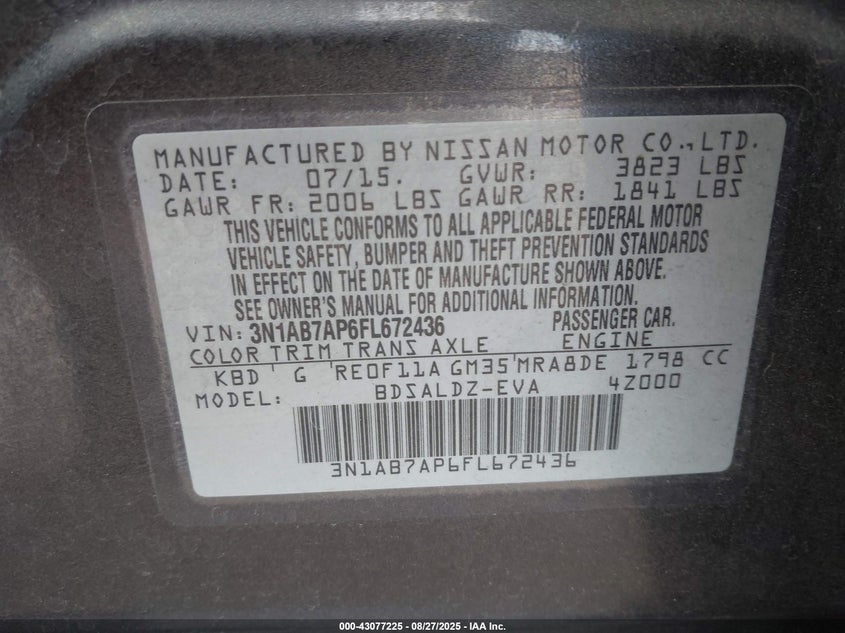 MANUFACTURED BY NISSAN MOTOR CO., LTD.
DATE: 07/15. GVWR: 3823 LBS
GAWR FR: 2006 LBS GAWR RR: 1841 LBS
THIS VEHICLE CONFORMS TO ALL APPLICABLE FEDERAL MOTOR
VEHICLE SAFETY, BUMPER AND THEFT PREVENTION STANDARDS
IN EFFECT ON THE DATE OF MANUFACTURE SHOWN ABOVE.
SEE OWNER'S MANUAL FOR ADDITIONAL INFORMATION.
VIN: 3N1AB7AP6FL672436 PASSENGER CAR.
COLOR TRIM TRANS AXLE ENGINE
KBD G RE0F11A GM35 MRA8DE 1798 CC
MODEL: BDSALDZ-EVA 4Z000
3N1AB7AP6FL672436
000-43077225 - 08/27/2025 - IAA Inc.